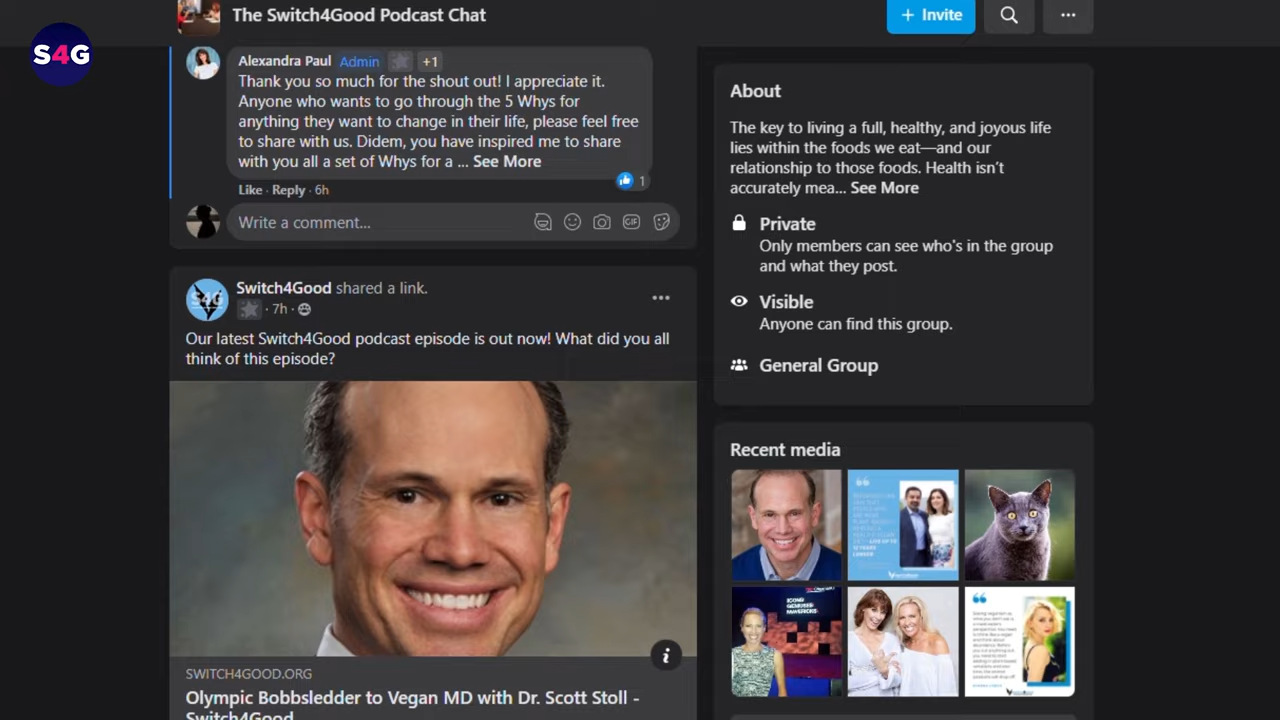 The Switch4Good Podcast Chat
+ Invite
S4G
Alexandra Paul Admin +1
Thank you so much for the shout out! I appreciate it.
Anyone who wants to go through the 5 Whys for
anything they want to change in their life, please feel free
to share with us. Didem, you have inspired me to share
with you all a set of Whys for a ... See More
1
Like · Reply · 6h
Write a comment...
GIF
Switch4Good shared a link.
7h
Our latest Switch4Good podcast episode is out now! What did you all
think of this episode?
SWITCH4GOOD.ORG
Olympic Bobsledder to Vegan MD with Dr. Scott Stoll -
Switch4Good
About
The key to living a full, healthy, and joyous life
lies within the foods we eat—and our
relationship to those foods. Health isn't
accurately mea... See More
Private
Only members can see who's in the group
and what they post.
Visible
Anyone can find this group.
General Group
Recent media